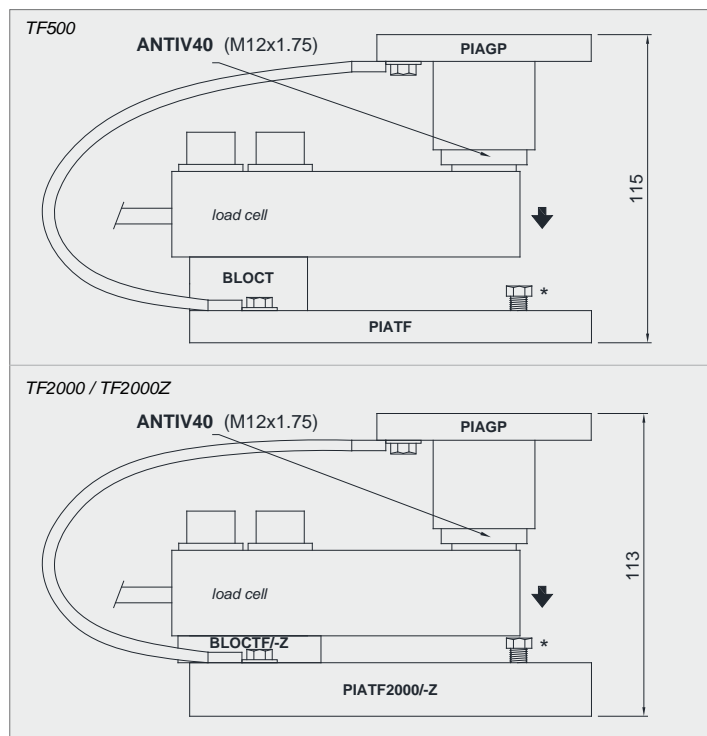 TF500
ANTIV40 (M12x1.75)
PIAGP
load cell
115
BLOCT
*
PIATF
TF2000 / TF2000Z
ANTIV40 (M12x1.75)
PIAGP
load cell
113
BLOCTF/-Z
*
PIATF2000/-Z